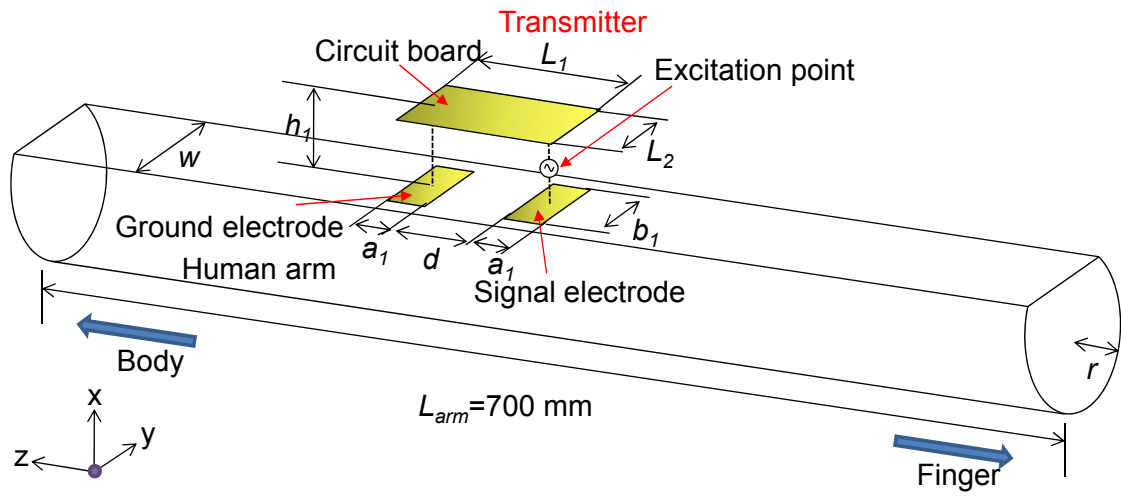 Transmitter
Circuit board
L1
Excitation point
h1
w
L2
Ground electrode
a1
d
a1
b1
Human arm
Signal electrode
Body
r
Larm=700 mm
x
y
z
Finger